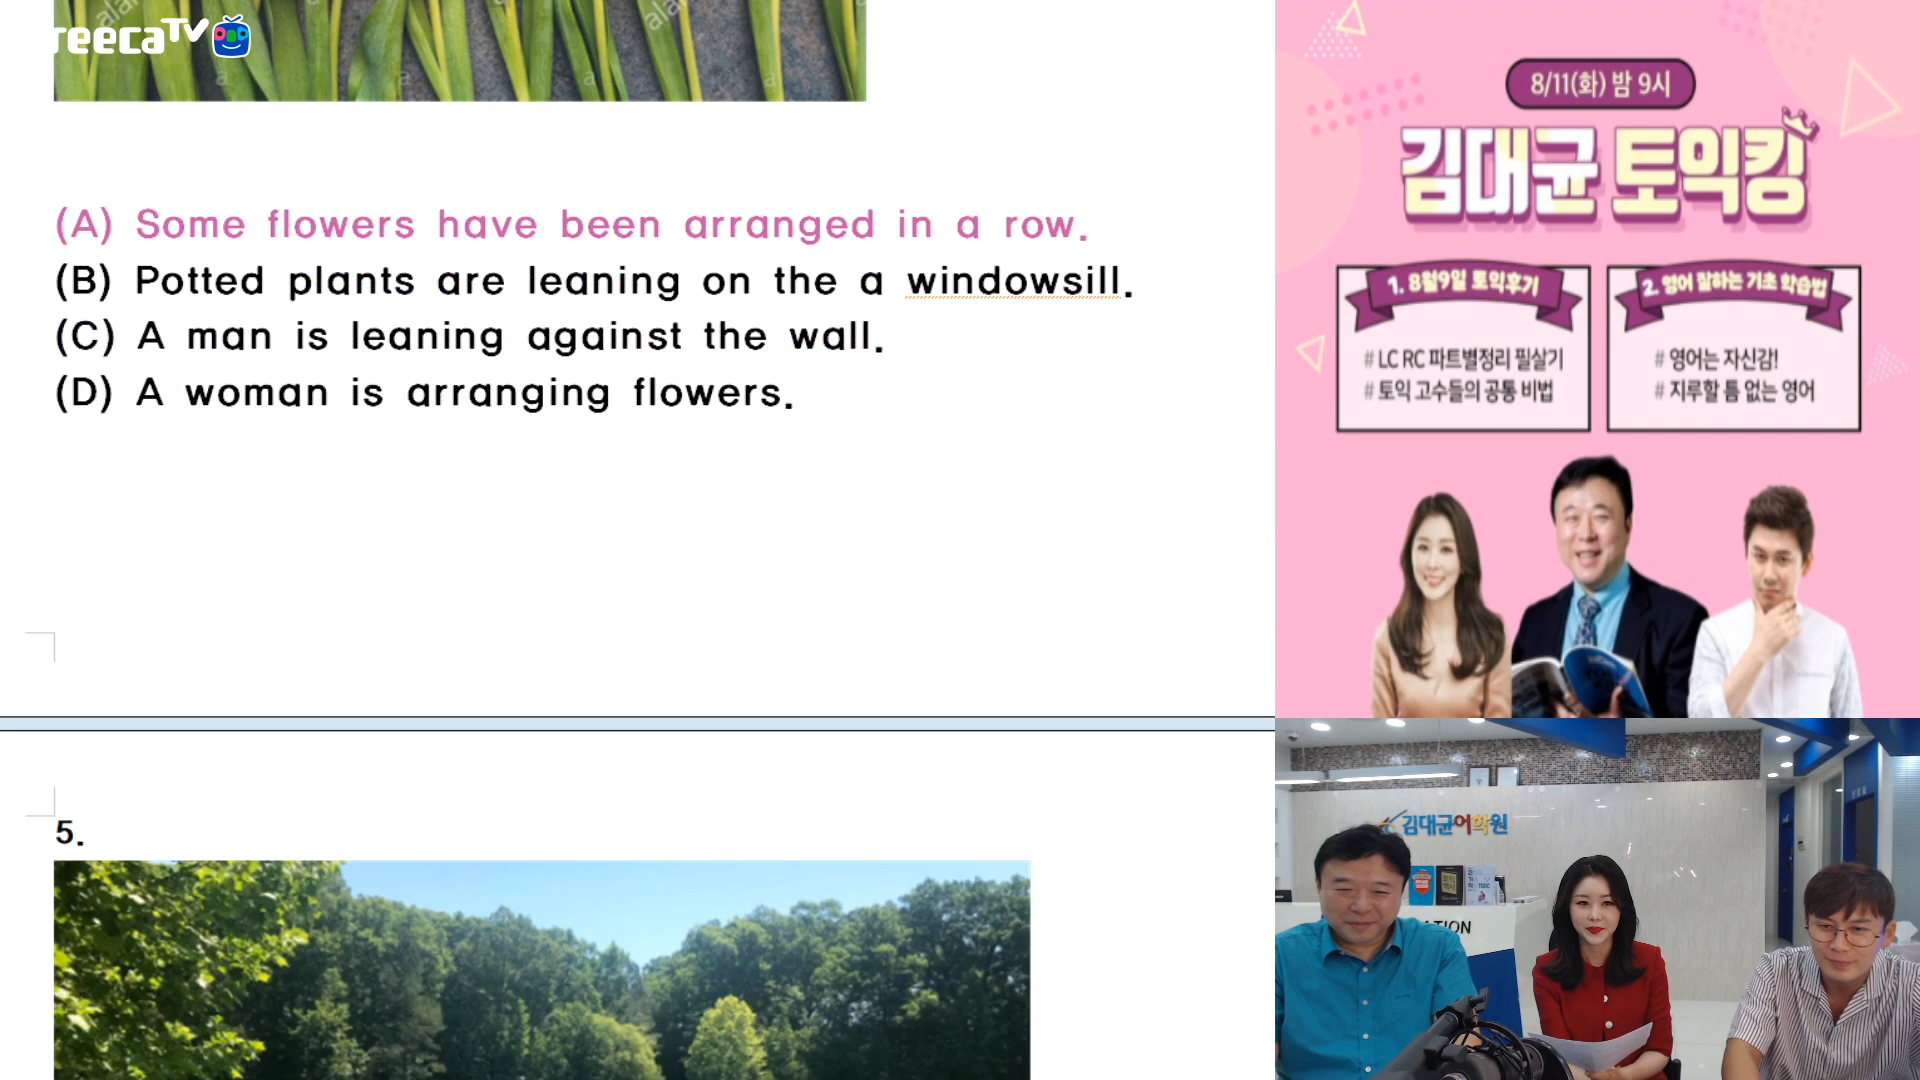 reecaTV
(A) Some flowers have been arranged in a row.
(B) Potted plants are leaning on the a windowsill.
(C) A man is leaning against the wall.
(D) A woman is arranging flowers.
5.
8/11(화) 밤 9시
김대균 토익킹
1. 8월9일 토익후기
# LC RC 파트별정리 필살기
# 토익 고수들의 공통 비법
2. 영어 잘하는 기초 학습법
# 영어는 자신감!
# 지루할 틈 없는 영어
김대균어학원
ATION